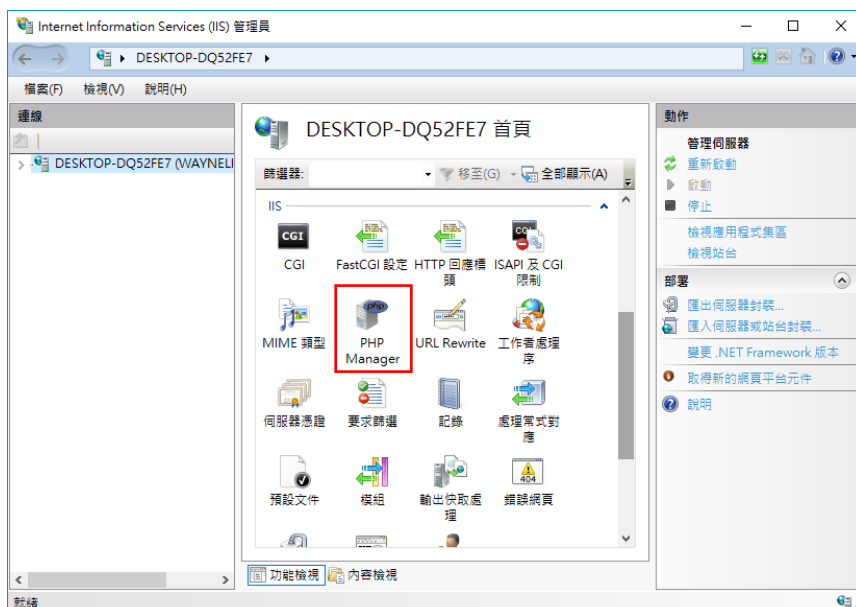 Internet Information Services (IIS) 管理員
DESKTOP-DQ52FE7
檔案(F) 檢視(V) 說明(H)
連線
DESKTOP-DQ52FE7 (WAYNELI
DESKTOP-DQ52FE7 首頁
篩選器: 移至(G) 全部顯示(A)
IIS
CGI
CGI
FastCGI 設定
HTTP 回應標
頭
ISAPI 及 CGI
限制
MIME 類型
php
PHP
Manager
URL Rewrite
工作者處理
序
伺服器憑證
要求篩選
記錄
處理常式對
應
預設文件
模組
輸出快取處
理
404
錯誤網頁
功能檢視 內容檢視
動作
管理伺服器
重新啟動
啟動
停止
檢視應用程式集區
檢視站台
部署
匯出伺服器封裝...
匯入伺服器或站台封裝...
變更 .NET Framework 版本
取得新的網頁平台元件
說明
就緒